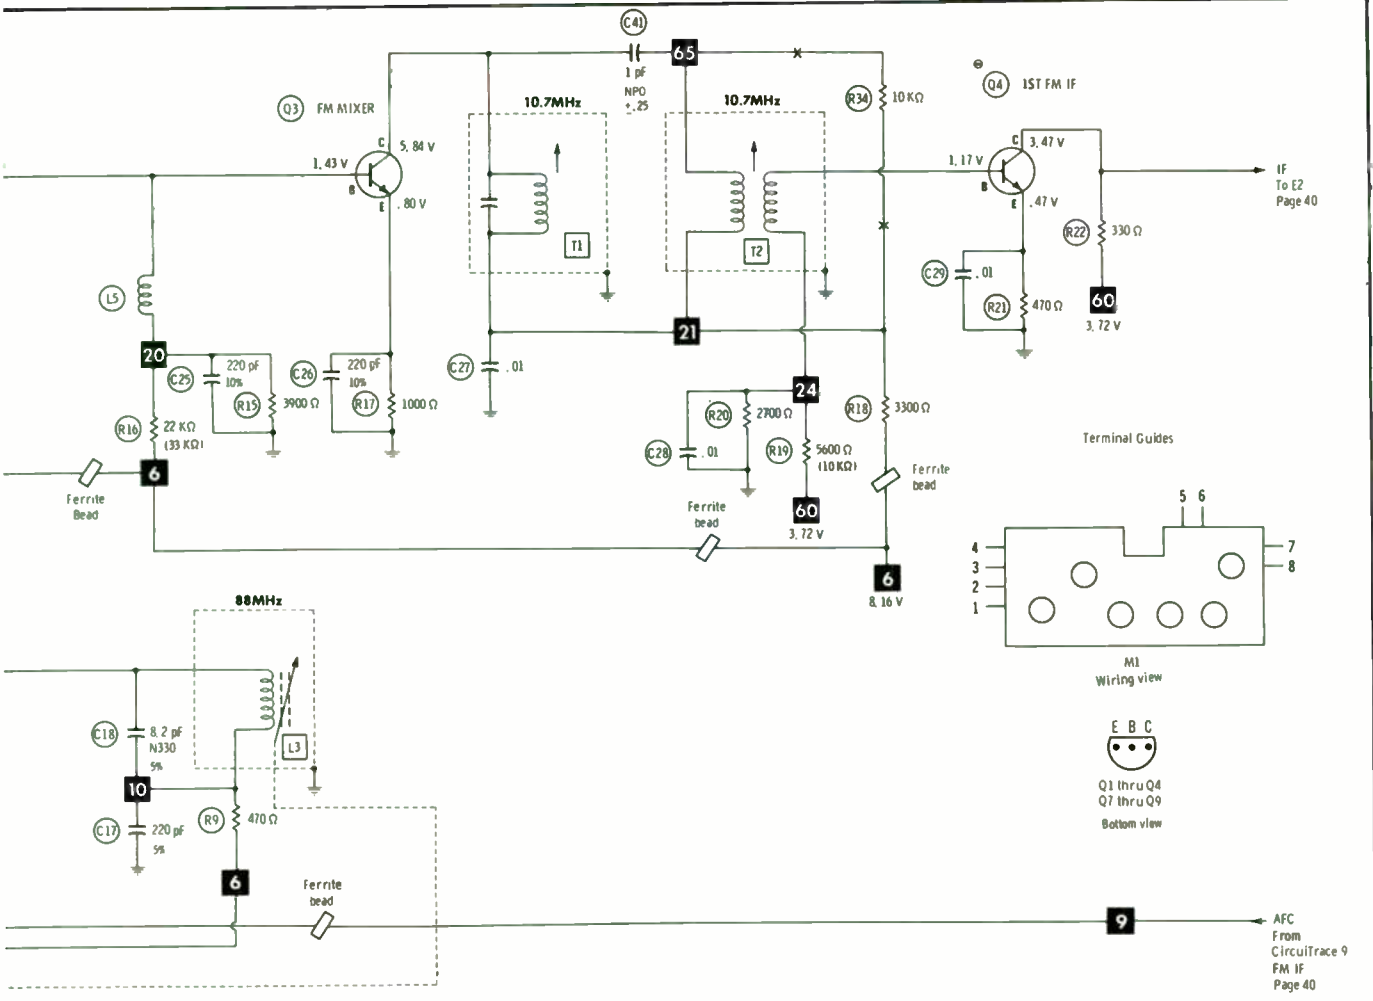 C41
65
1 pF
NPO
+.25
Q3 FM MIXER
10.7MHz
10.7MHz
R34 10KΩ
Q4 1ST FM IF
C
5,84 V
1,43 V
B
E
.80 V
T1
T2
C
3,47 V
1,17 V
B
E
.47 V
IF
To E2
Page 40
R22 330 Ω
C29 .01
R21 470 Ω
60
3,72 V
L5
20
C25
220 pF
10%
R15 3900 Ω
C26
220 pF
10%
R17 1000 Ω
C27 .01
21
24
R16 22 KΩ
(33 KΩ)
6
Ferrite
Bead
R20 2700 Ω
C28 .01
R19 5600 Ω
(10KΩ)
60
3,72 V
R18 3300 Ω
Ferrite
bead
Ferrite
bead
6
8,16 V
Terminal Guides
5 6
4
3
2
1
7
8
M1
Wiring view
88MHz
L3
C18 8,2 pF
N330
5%
10
C17 220 pF
5%
R9 470 Ω
6
Ferrite
bead
E B C
Q1 thru Q4
Q7 thru Q9
Bottom view
9
AFC
From
CircuiTrace 9
FM IF
Page 40